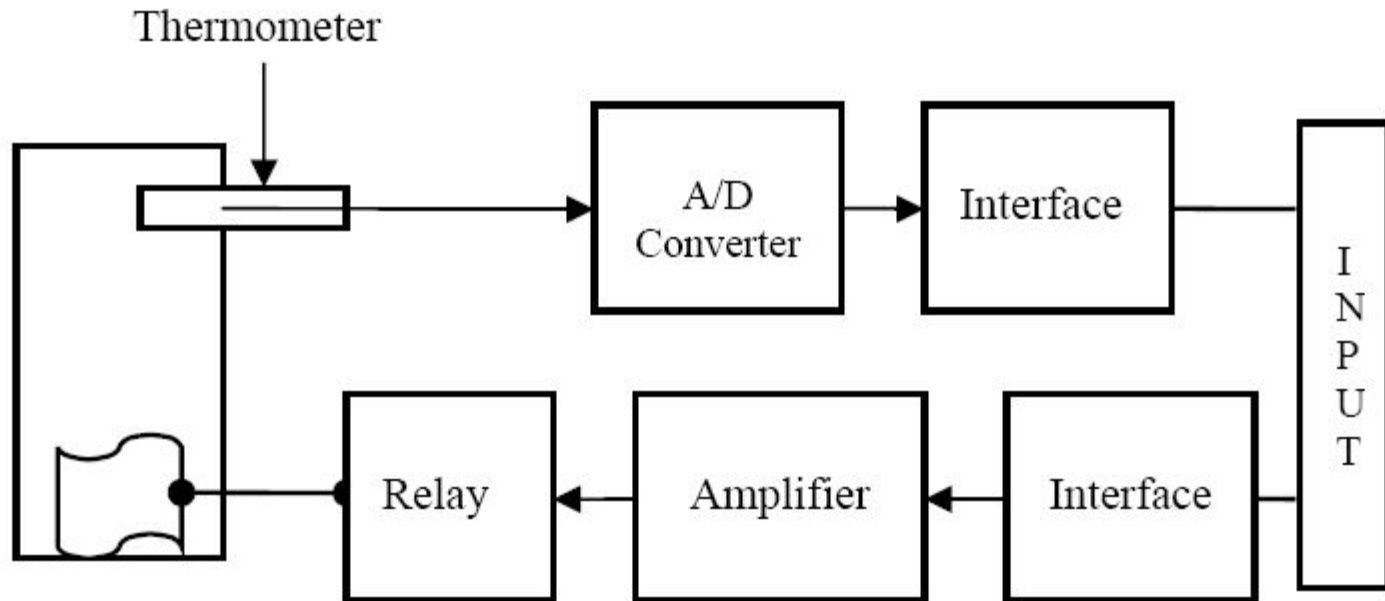 Thermometer
A/D
Converter
Interface
I
N
P
U
T
Relay
Amplifier
Interface